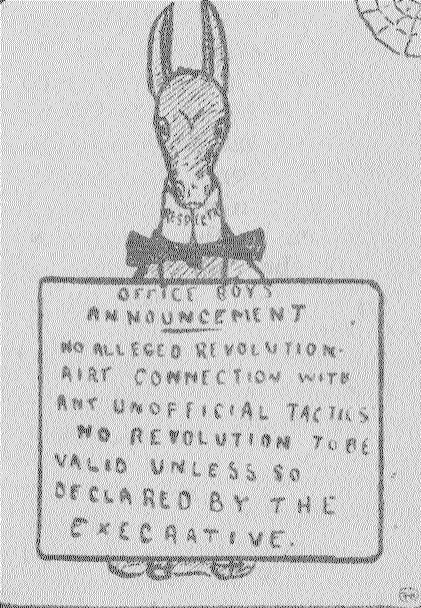 RESPECTA
OFFICE BOYS
ANNOUNCEMENT
NO ALLEGED REVOLUTION-
AIRY CONNECTION WITH
ANY UNOFFICIAL TACTICS
NO REVOLUTION TO BE
VALID UNLESS SO
DECLARED BY THE
EXECRATIVE.